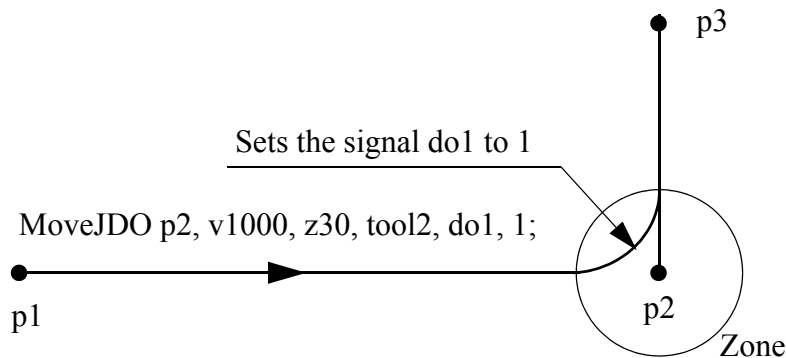 p3
Sets the signal do1 to 1
MoveJDO p2, v1000, z30, tool2, do1, 1;
p1
p2
Zone